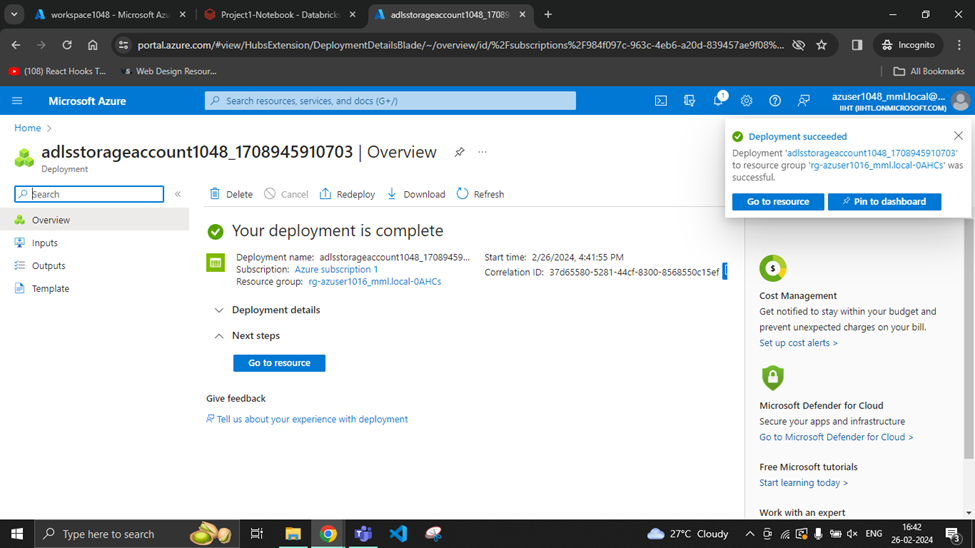 workspace1048 - Microsoft Azu
Project1-Notebook - Databricks
adlsstorageaccount1048_17089
portal.azure.com/#view/HubsExtension/DeploymentDetailsBlade/~/overview/id/%2Fsubscriptions%2F984f097c-963c-4eb6-a20d-839457ae9f08%...
Incognito
(108) React Hooks T...
Web Design Resour...
All Bookmarks
Microsoft Azure
Search resources, services, and docs (G+/)
1
azuser1048_mml.local@...
IIHT (IIHTLONMICROSOFT.COM)
Home >
adlsstorageaccount1048_1708945910703 | Overview
Deployment
Search
Overview
Inputs
Outputs
Template
Delete
Cancel
Redeploy
Download
Refresh
Deployment succeeded
Deployment 'adlsstorageaccount1048_1708945910703'
to resource group 'rg-azuser1016_mml.local-0AHCs' was
successful.
Go to resource
Pin to dashboard
Your deployment is complete
Deployment name: adlsstorageaccount1048_17089459...
Subscription: Azure subscription 1
Resource group: rg-azuser1016_mml.local-0AHCs
Start time: 2/26/2024, 4:41:55 PM
Correlation ID: 37d65580-5281-44cf-8300-8568550c15ef
Deployment details
Next steps
Go to resource
Give feedback
Tell us about your experience with deployment
Cost Management
Get notified to stay within your budget and
prevent unexpected charges on your bill.
Set up cost alerts >
Microsoft Defender for Cloud
Secure your apps and infrastructure
Go to Microsoft Defender for Cloud >
Free Microsoft tutorials
Start learning today >
Work with an expert
Type here to search
27°C Cloudy
ENG
16:42
26-02-2024
3